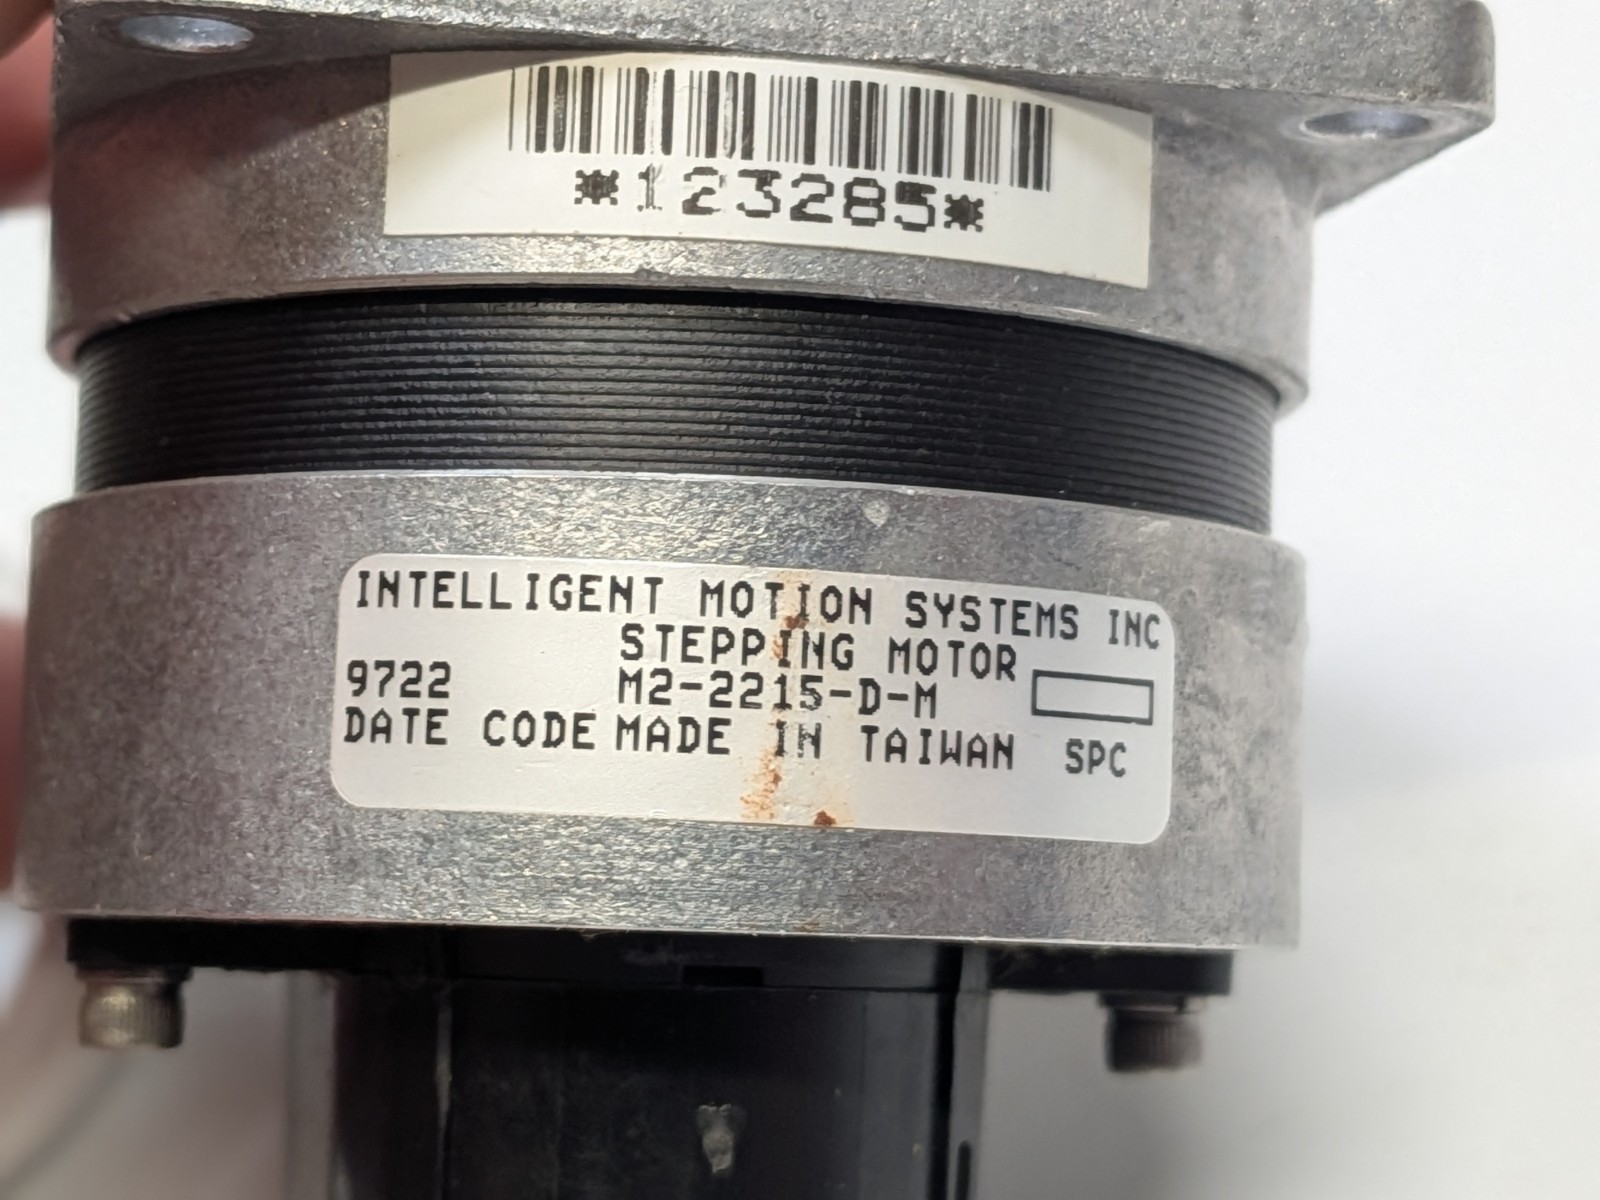 *123285*
INTELLIGENT MOTION SYSTEMS INC
STEPPING MOTOR
9722 M2-2215-D-M
DATE CODE MADE IN TAIWAN SPC